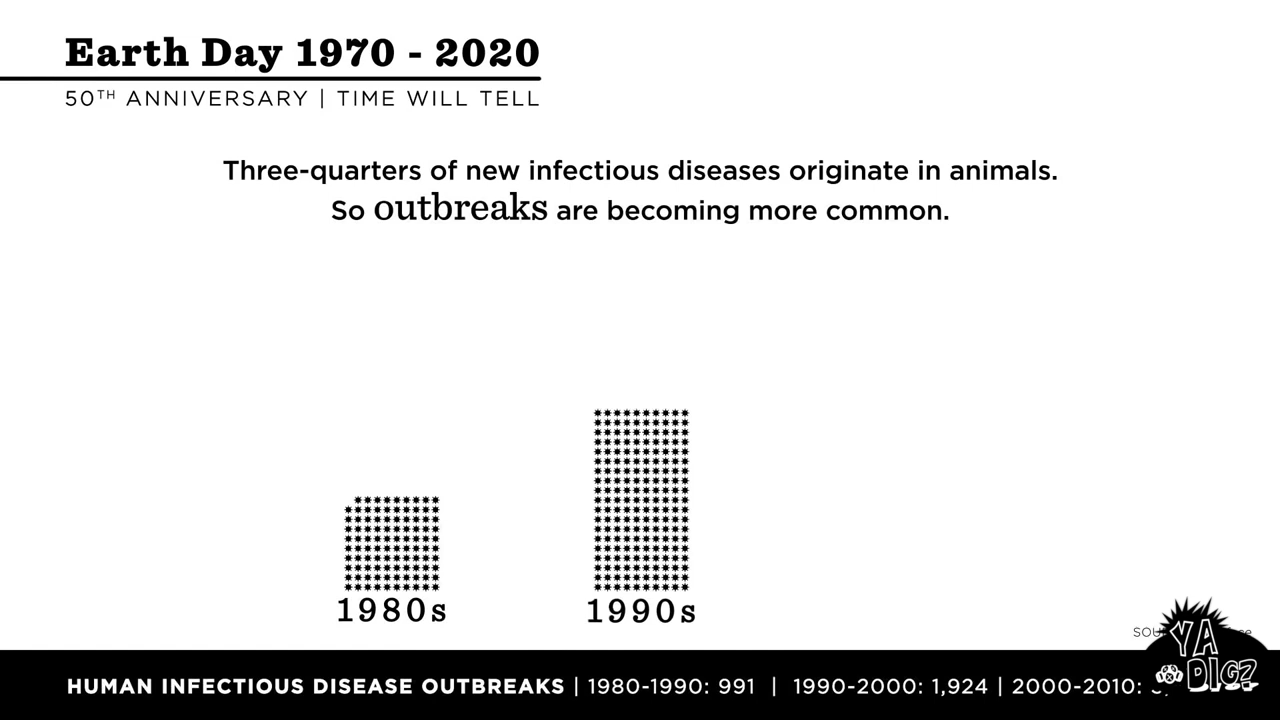 Earth Day 1970 - 2020
50TH ANNIVERSARY | TIME WILL TELL
Three-quarters of new infectious diseases originate in animals.
So outbreaks are becoming more common.
1980s
1990s
YA
DIG?
HUMAN INFECTIOUS DISEASE OUTBREAKS | 1980-1990: 991 | 1990-2000: 1,924 | 2000-2010: